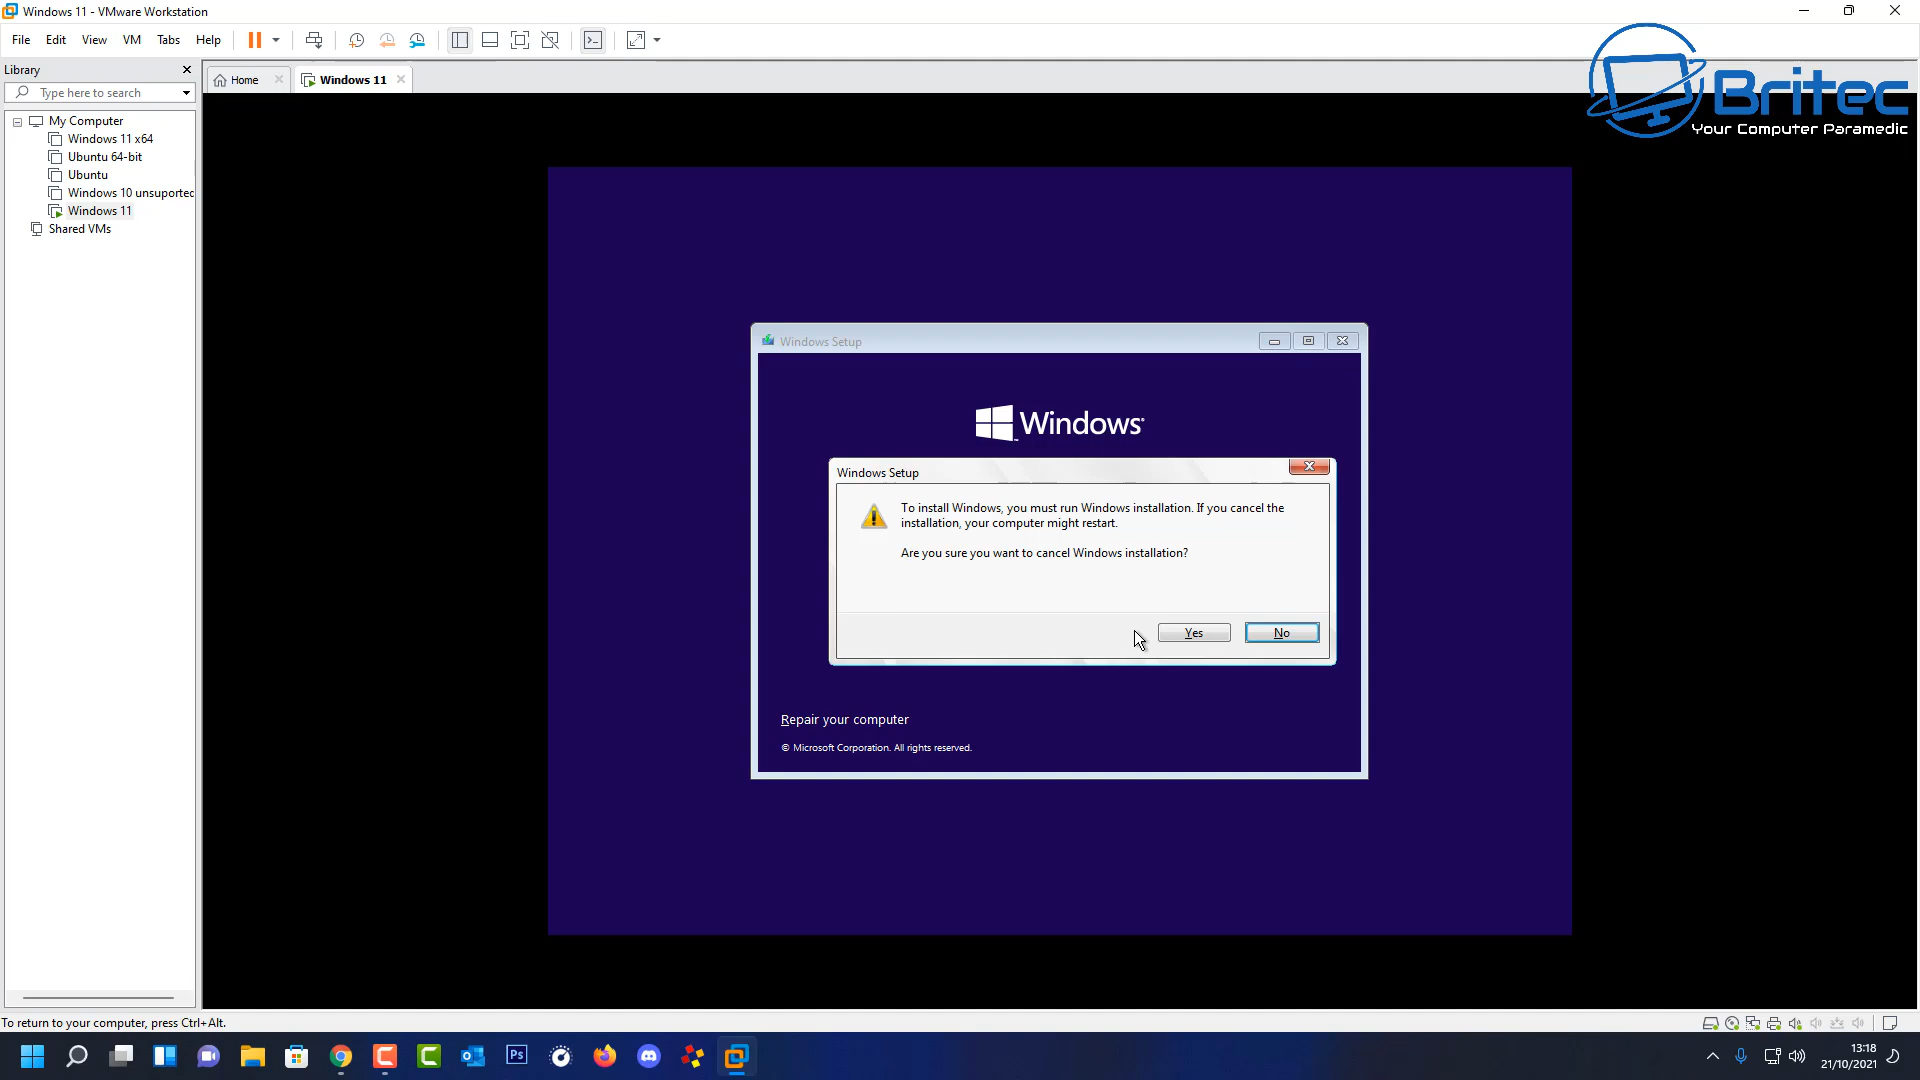 Windows 11 - VMware Workstation
File Edit View VM Tabs Help
Library
Type here to search
Home
Windows 11
Britec
Your Computer Paramedic
My Computer
Windows 11 x64
Ubuntu 64-bit
Ubuntu
Windows 10 unsuported
Windows 11
Shared VMs
Windows Setup
Windows
Windows Setup
To install Windows, you must run Windows installation. If you cancel the
installation, your computer might restart.
Are you sure you want to cancel Windows installation?
Yes No
Repair your computer
© Microsoft Corporation. All rights reserved.
To return to your computer, press Ctrl+Alt.
Ps
13:18
21/10/2021